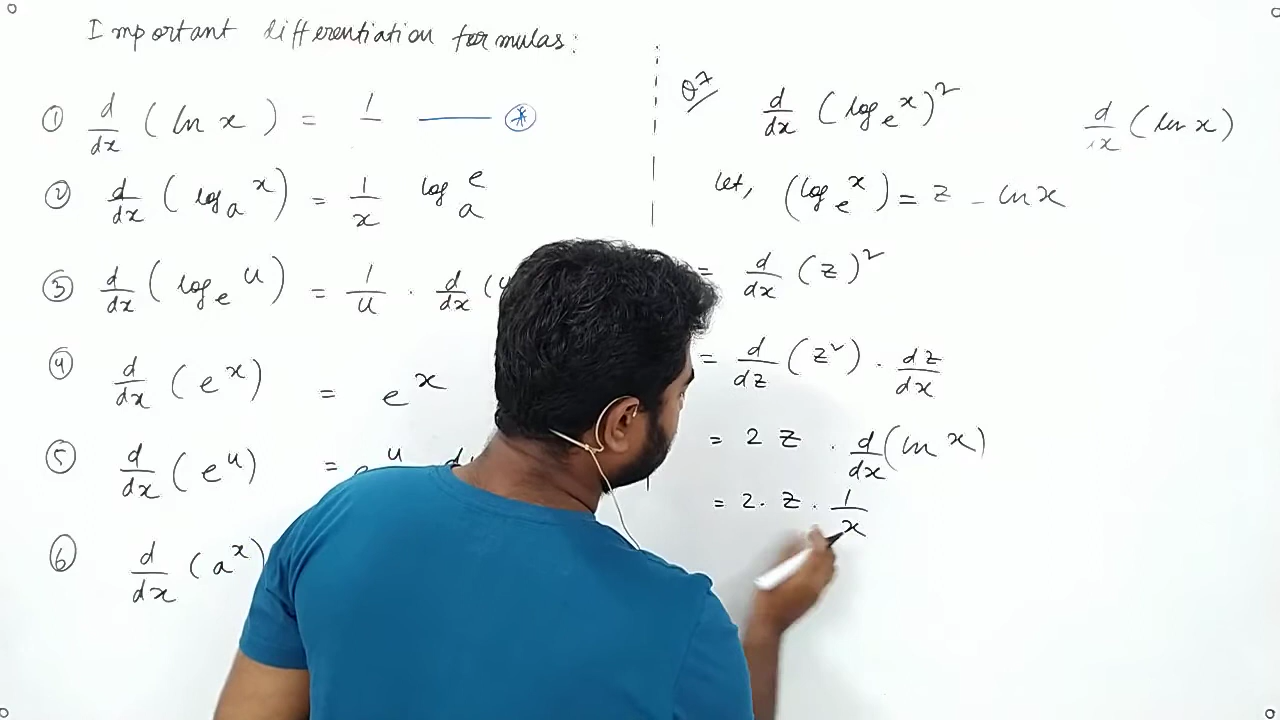 Important differentiation formulas:
① d/dx (ln x) = 1/ —— ⊛
② d/dx (log_a x) = 1/x log_a e
③ d/dx (log_e u) = 1/u . d/dx (u
④ d/dx (e^x) = e^x
⑤ d/dx (e^u) = e^u d
⑥ d/dx (a^x)
Q7 d/dx (log_e x)^2
d/dx (ln x)
let, (log_e x) = z = ln x
= d/dx (z)^2
= d/dz (z^2) . dz/dx
= 2 z . d/dx (ln x)
= 2. z . 1/x